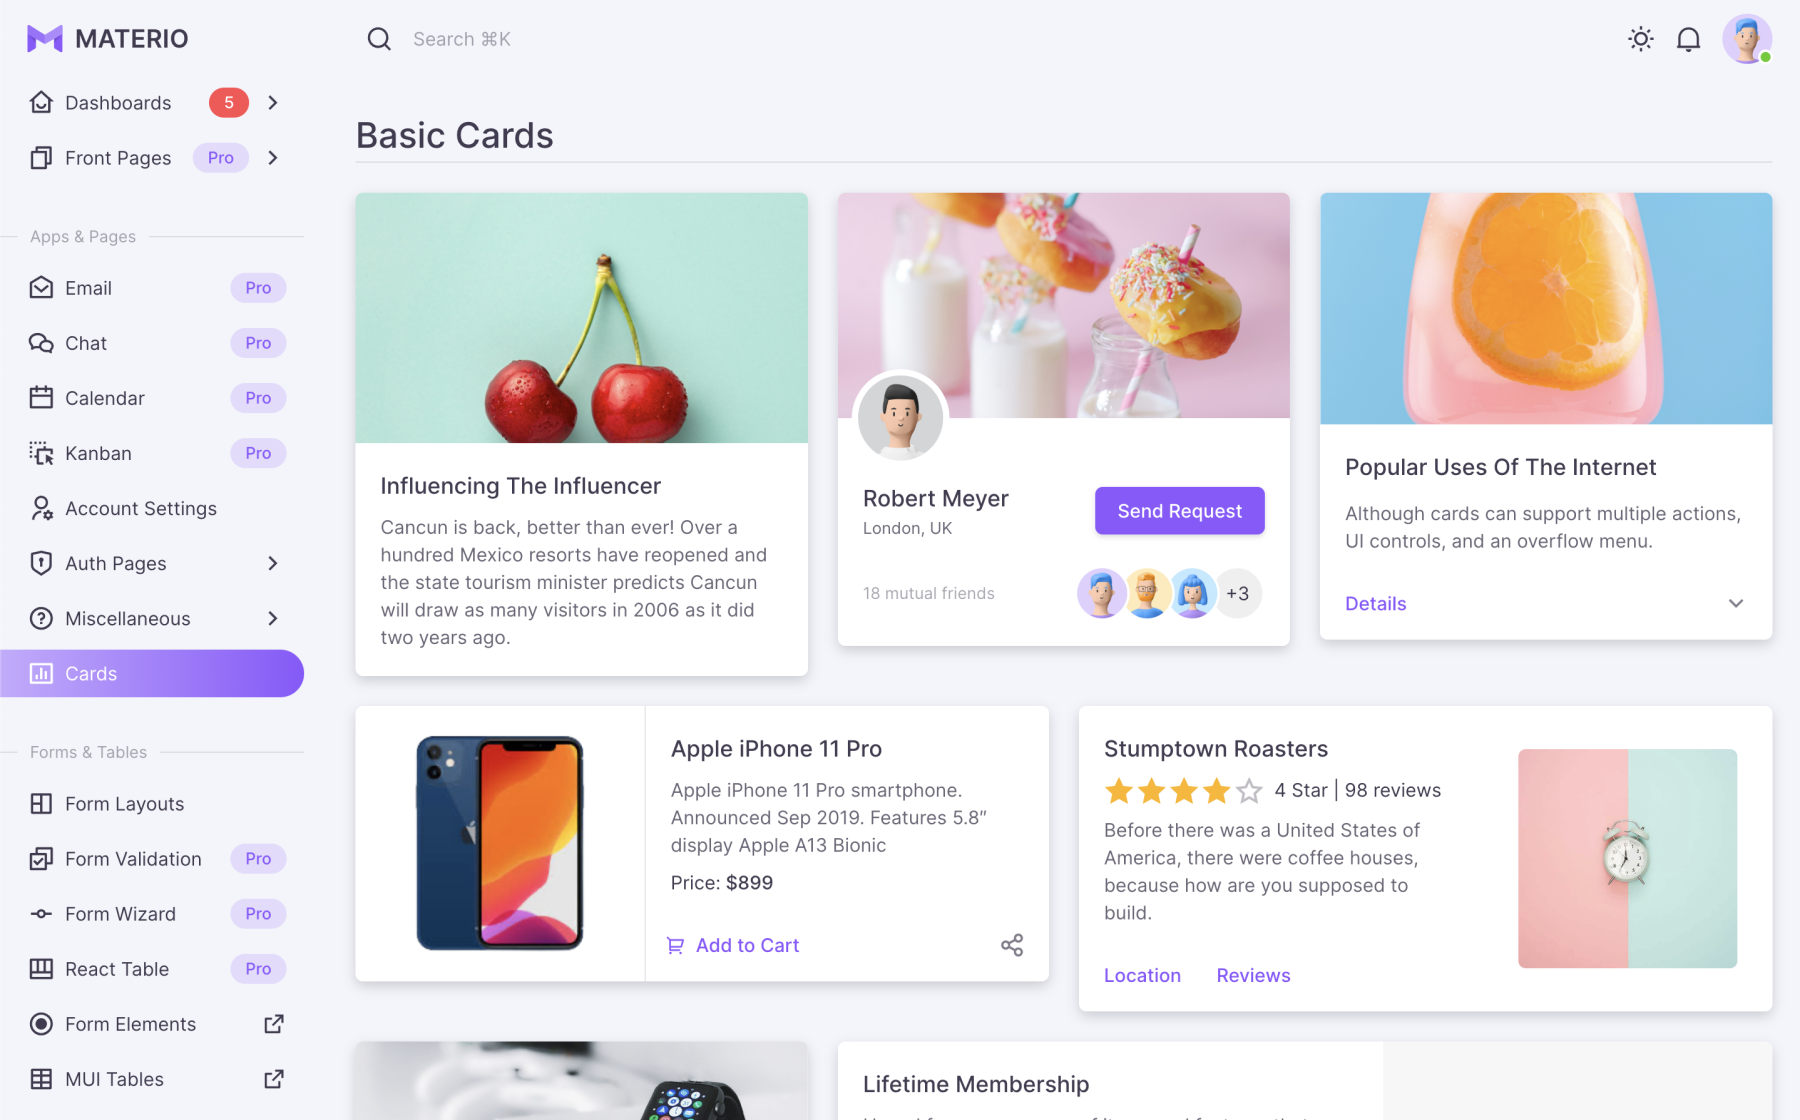 MATERIO
Search ⌘K
Dashboards 5
Front Pages Pro
Apps & Pages
Email Pro
Chat Pro
Calendar Pro
Kanban Pro
Account Settings
Auth Pages
Miscellaneous
Cards
Forms & Tables
Form Layouts
Form Validation Pro
Form Wizard Pro
React Table Pro
Form Elements
MUI Tables
Basic Cards
Influencing The Influencer
Cancun is back, better than ever! Over a
hundred Mexico resorts have reopened and
the state tourism minister predicts Cancun
will draw as many visitors in 2006 as it did
two years ago.
Robert Meyer
London, UK
Send Request
18 mutual friends
+3
Popular Uses Of The Internet
Although cards can support multiple actions,
UI controls, and an overflow menu.
Details
Apple iPhone 11 Pro
Apple iPhone 11 Pro smartphone.
Announced Sep 2019. Features 5.8″
display Apple A13 Bionic
Price: $899
Add to Cart
Stumptown Roasters
4 Star | 98 reviews
Before there was a United States of
America, there were coffee houses,
because how are you supposed to
build.
Location Reviews
Lifetime Membership